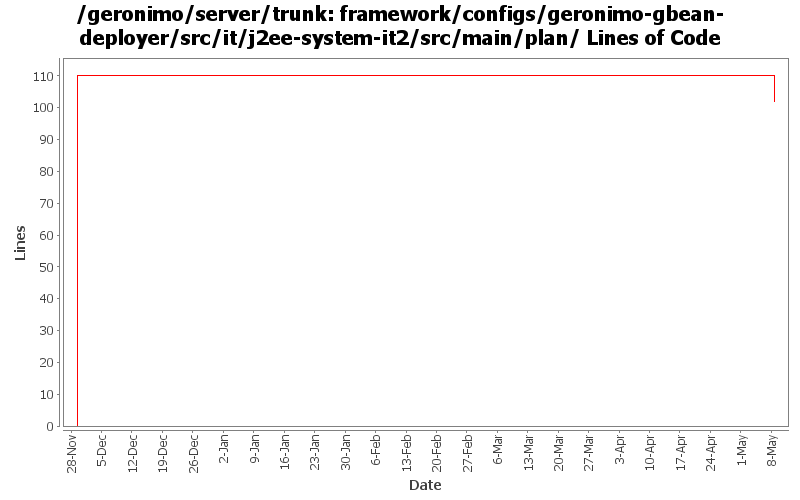 /geronimo/server/trunk: framework/configs/geronimo-gbean-
deployer/src/it/j2ee-system-it2/src/main/plan/ Lines of Code
110
100
90
80
70
60
50
40
30
20
10
0
Lines
28-Nov
5-Dec
12-Dec
19-Dec
26-Dec
2-Jan
9-Jan
16-Jan
23-Jan
30-Jan
6-Feb
13-Feb
20-Feb
27-Feb
6-Mar
13-Mar
20-Mar
27-Mar
3-Apr
10-Apr
17-Apr
24-Apr
1-May
8-May
Date